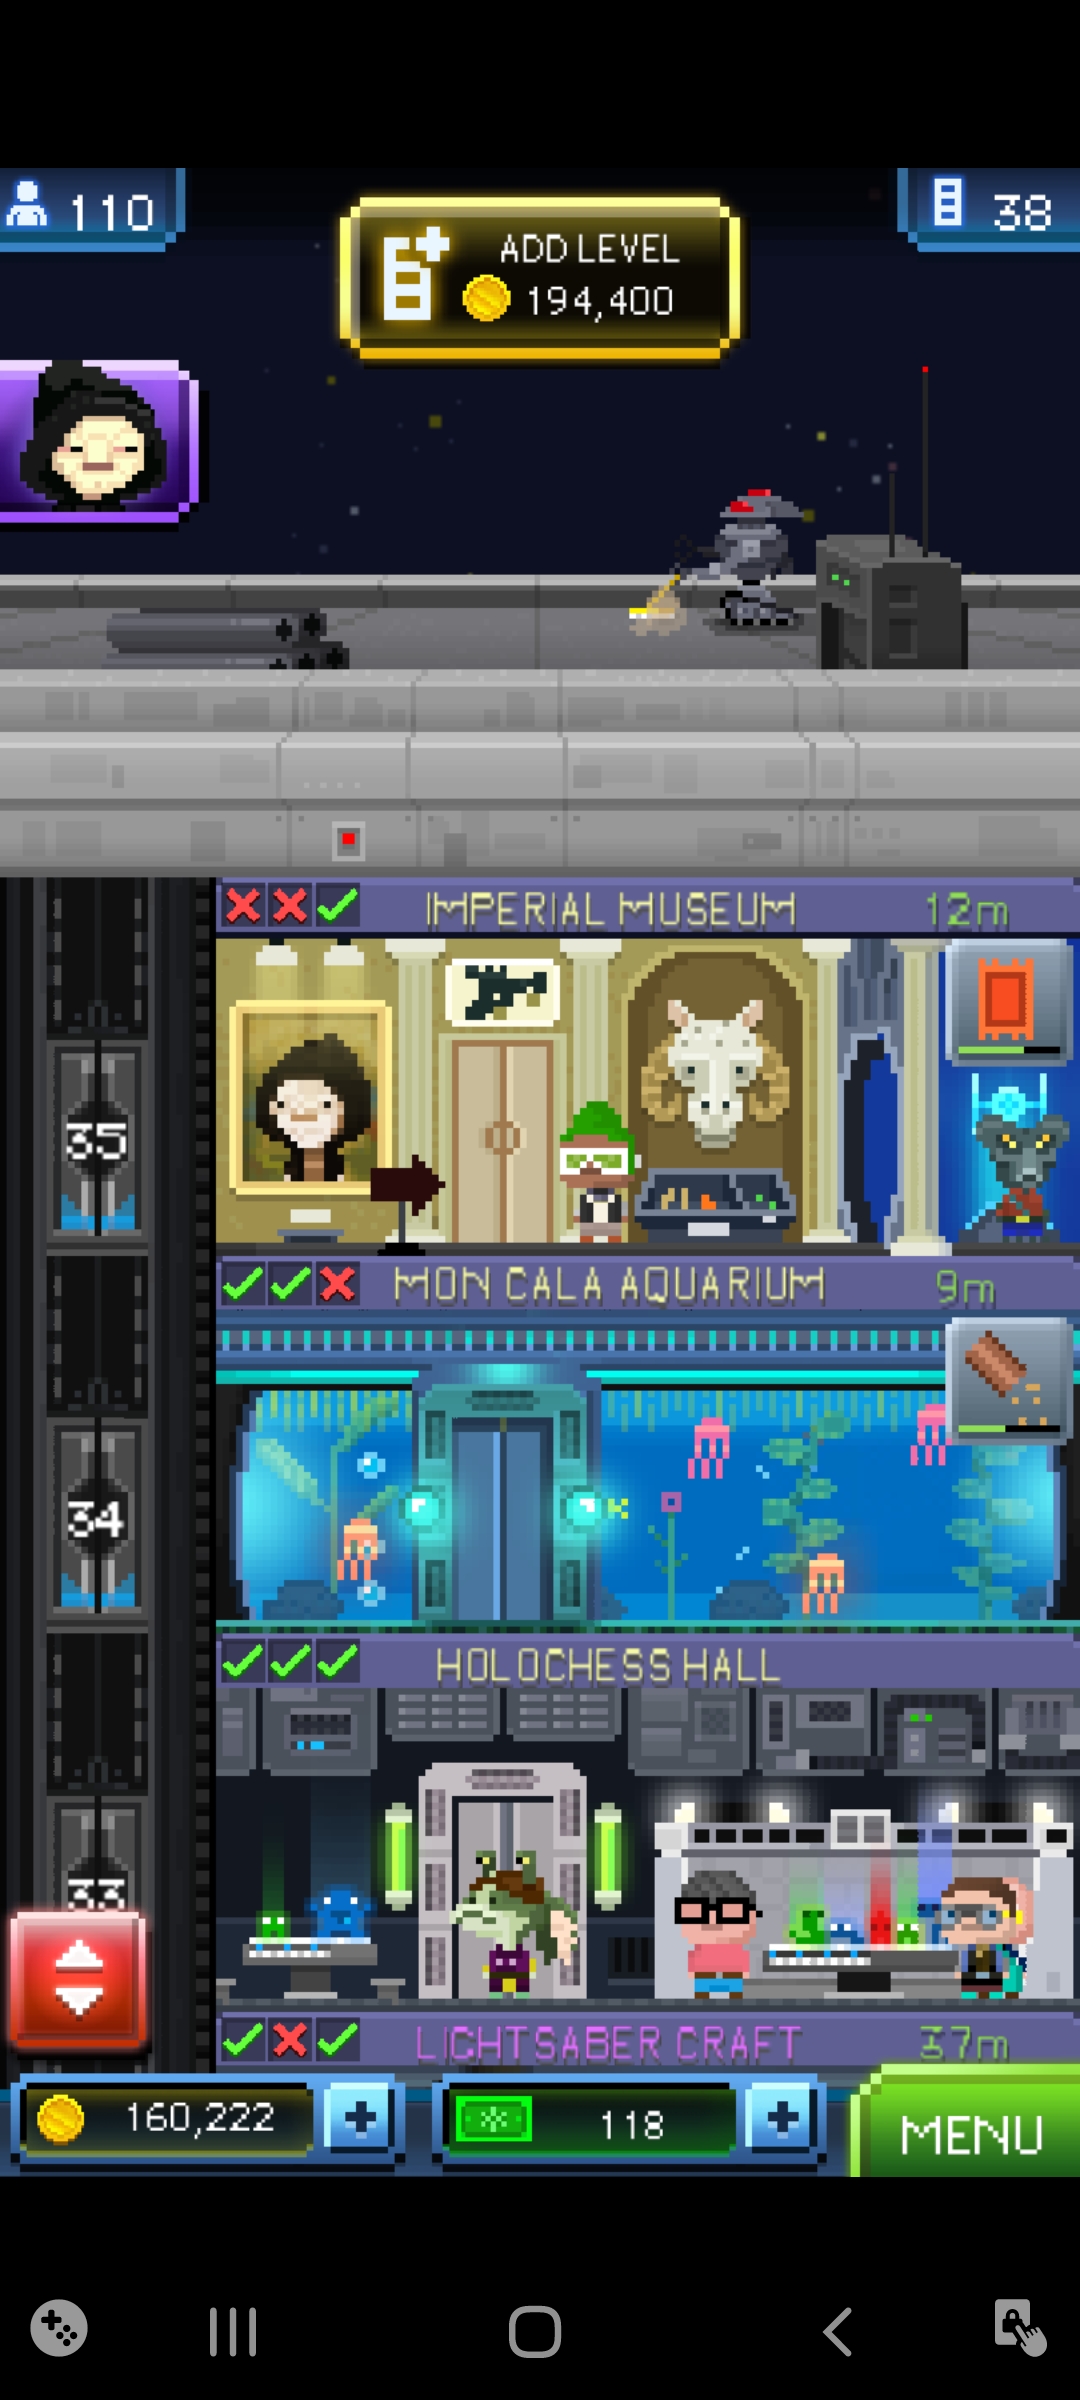 110
ADD LEVEL
194,400
38
IMPERIAL MUSEUM 12m
35
MON CALA AQUARIUM 9m
34
HOLOCHESS HALL
33
LIGHTSABER CRAFT 37m
160,222
118
MENU